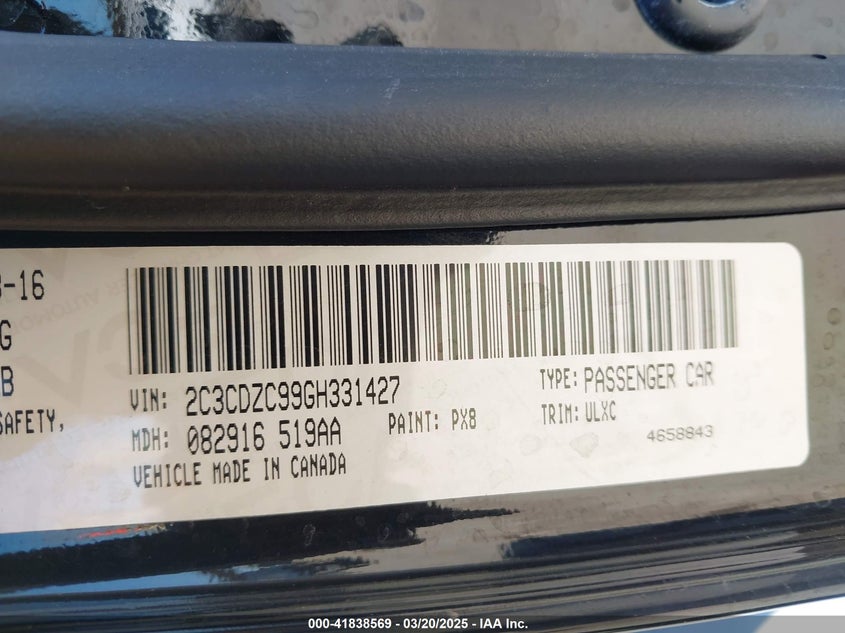 3-16
G
B
SAFETY,
VIN: 2C3CDZC99GH331427
TYPE: PASSENGER CAR
MDH: 082916 519AA
PAINT: PX8
TRIM: ULXC
VEHICLE MADE IN CANADA
4658843
000-41838569 - 03/20/2025 - IAA Inc.